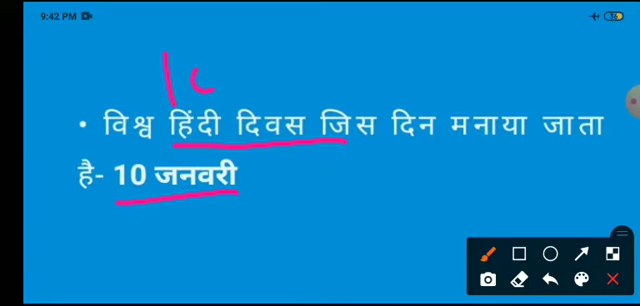 9:42 PM
• विश्व हिंदी दिवस जिस दिन मनाया जाता
है- 10 जनवरी